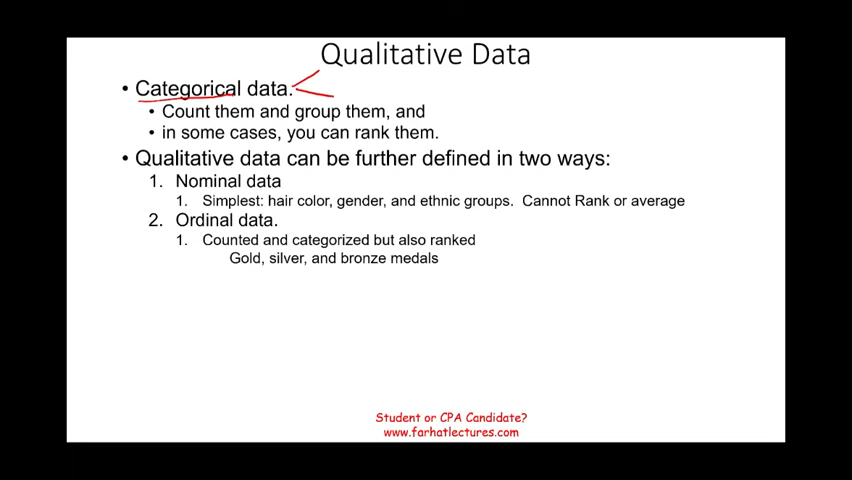 Qualitative Data
• Categorical data.
• Count them and group them, and
• in some cases, you can rank them.
• Qualitative data can be further defined in two ways:
1. Nominal data
1. Simplest: hair color, gender, and ethnic groups. Cannot Rank or average
2. Ordinal data.
1. Counted and categorized but also ranked
Gold, silver, and bronze medals
Student or CPA Candidate?
www.farhatlectures.com